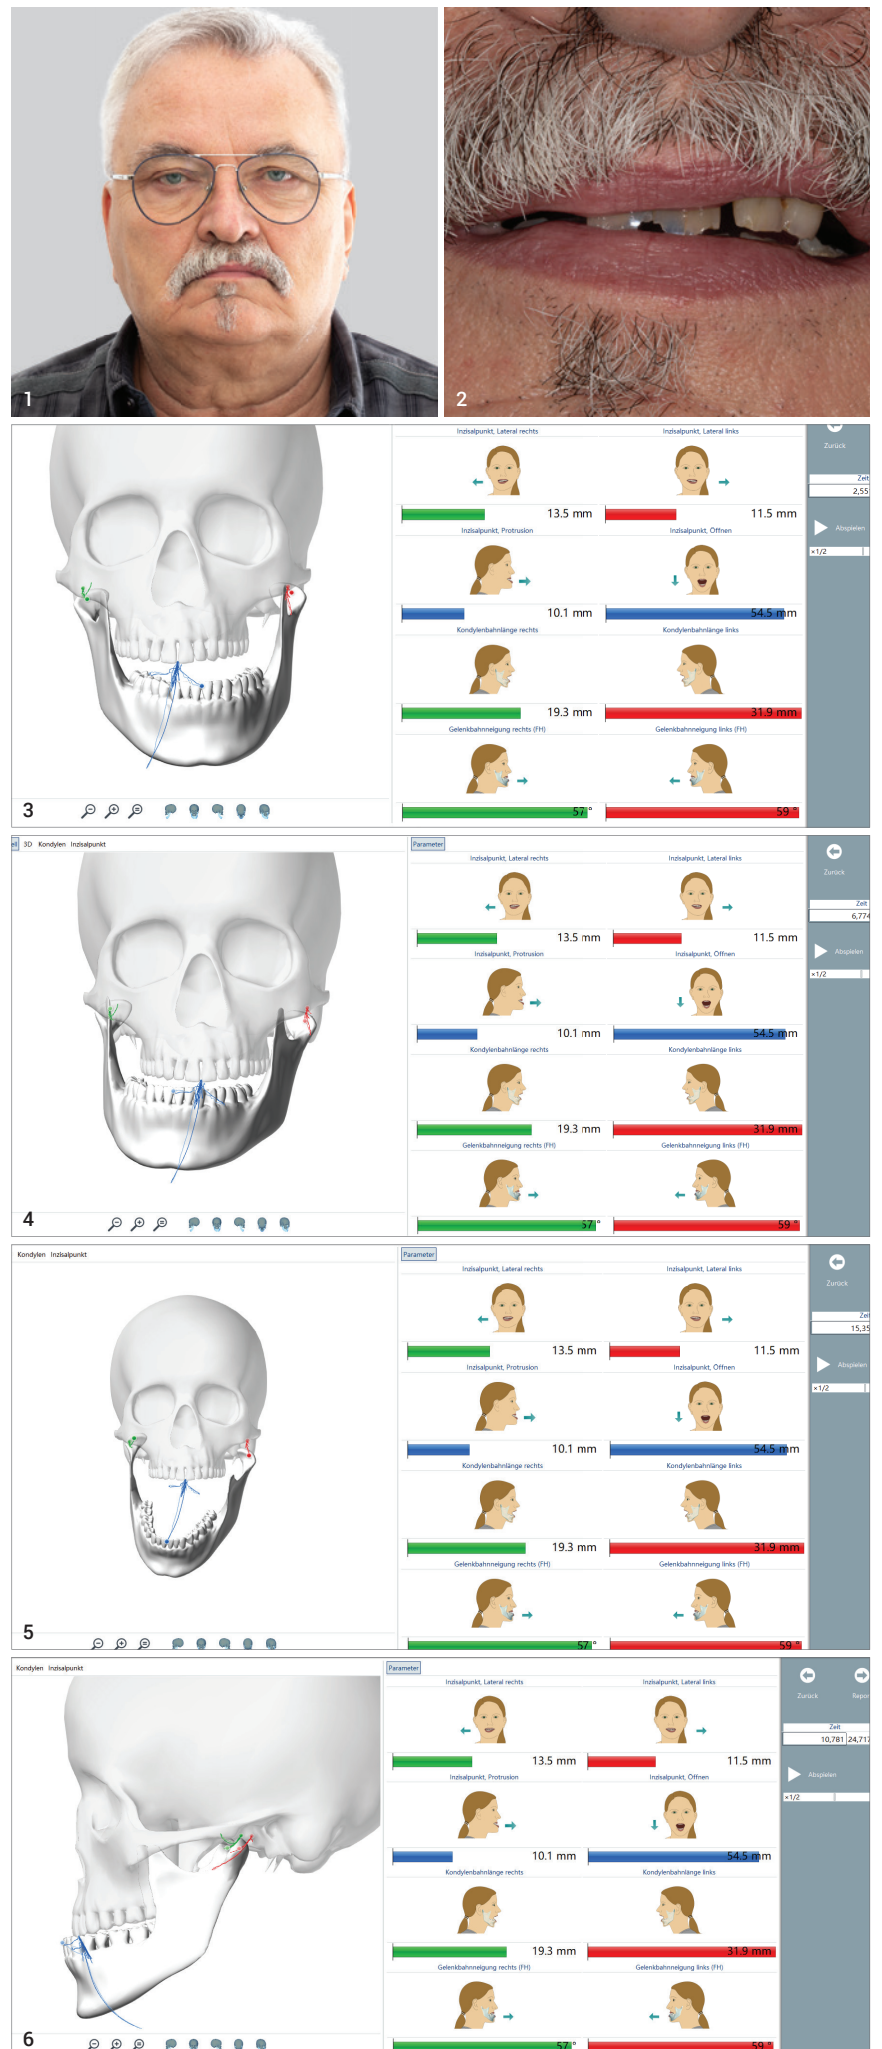 1
2
Inzisalpunkt, Lateral rechts
Inzisalpunkt, Lateral links
Zurück
Zeit
2,55
13.5 mm
11.5 mm
Inzisalpunkt, Protrusion
Inzisalpunkt, Öffnen
Abspielen
×1/2
10.1 mm
54.5 mm
Kondylenbahnlänge rechts
Kondylenbahnlänge links
19.3 mm
31.9 mm
Gelenkbahnneigung rechts (FH)
Gelenkbahnneigung links (FH)
57 °
59 °
3
3D Kondylen Inzisalpunkt
Parameter
Inzisalpunkt, Lateral rechts
Inzisalpunkt, Lateral links
Zurück
Zeit
6,774
13.5 mm
11.5 mm
Inzisalpunkt, Protrusion
Inzisalpunkt, Öffnen
Abspielen
×1/2
10.1 mm
54.5 mm
Kondylenbahnlänge rechts
Kondylenbahnlänge links
19.3 mm
31.9 mm
Gelenkbahnneigung rechts (FH)
Gelenkbahnneigung links (FH)
57 °
59 °
4
Kondylen Inzisalpunkt
Parameter
Inzisalpunkt, Lateral rechts
Inzisalpunkt, Lateral links
Zurück
Zeit
15,35
13.5 mm
11.5 mm
Inzisalpunkt, Protrusion
Inzisalpunkt, Öffnen
Abspielen
×1/2
10.1 mm
54.5 mm
Kondylenbahnlänge rechts
Kondylenbahnlänge links
19.3 mm
31.9 mm
Gelenkbahnneigung rechts (FH)
Gelenkbahnneigung links (FH)
57 °
59 °
5
Kondylen Inzisalpunkt
Parameter
Inzisalpunkt, Lateral rechts
Inzisalpunkt, Lateral links
Zurück
Repor
Zeit
10,781 24,717
13.5 mm
11.5 mm
Inzisalpunkt, Protrusion
Inzisalpunkt, Öffnen
Abspielen
×1/2
10.1 mm
54.5 mm
Kondylenbahnlänge rechts
Kondylenbahnlänge links
19.3 mm
31.9 mm
Gelenkbahnneigung rechts (FH)
Gelenkbahnneigung links (FH)
57 °
59 °
6